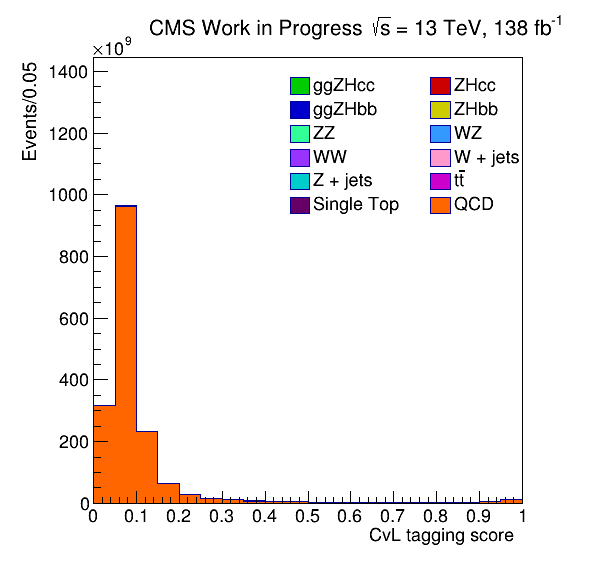 CMS Work in Progress √s = 13 TeV, 138 fb⁻¹
×10⁹
Events/0.05
1400
1200
1000
800
600
400
200
0
ggZHcc ZHcc
ggZHbb ZHbb
ZZ WZ
WW W + jets
Z + jets tt̄
Single Top QCD
0 0.1 0.2 0.3 0.4 0.5 0.6 0.7 0.8 0.9 1
CvL tagging score